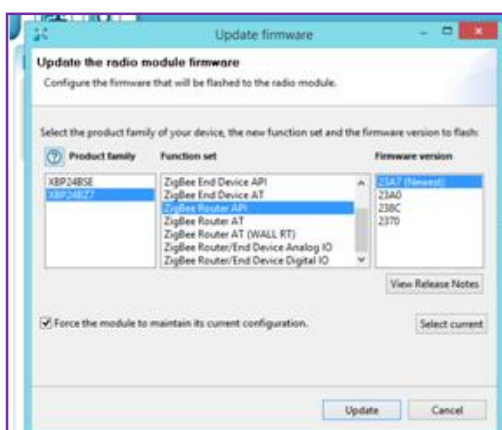 Update firmware
Update the radio module firmware
Configure the firmware that will be flashed to the radio module.
Select the product family of your device, the new function set and the firmware version to flash:
Product family
XBP24BSE
XBP24BZ7
Function set
ZigBee End Device API
ZigBee End Device AT
ZigBee Router API
ZigBee Router AT
ZigBee Router AT (WALL RT)
ZigBee Router/End Device Analog IO
ZigBee Router/End Device Digital IO
Firmware version
23A7 (Newest)
23A0
238C
2370
View Release Notes
Force the module to maintain its current configuration.
Select current
Update
Cancel